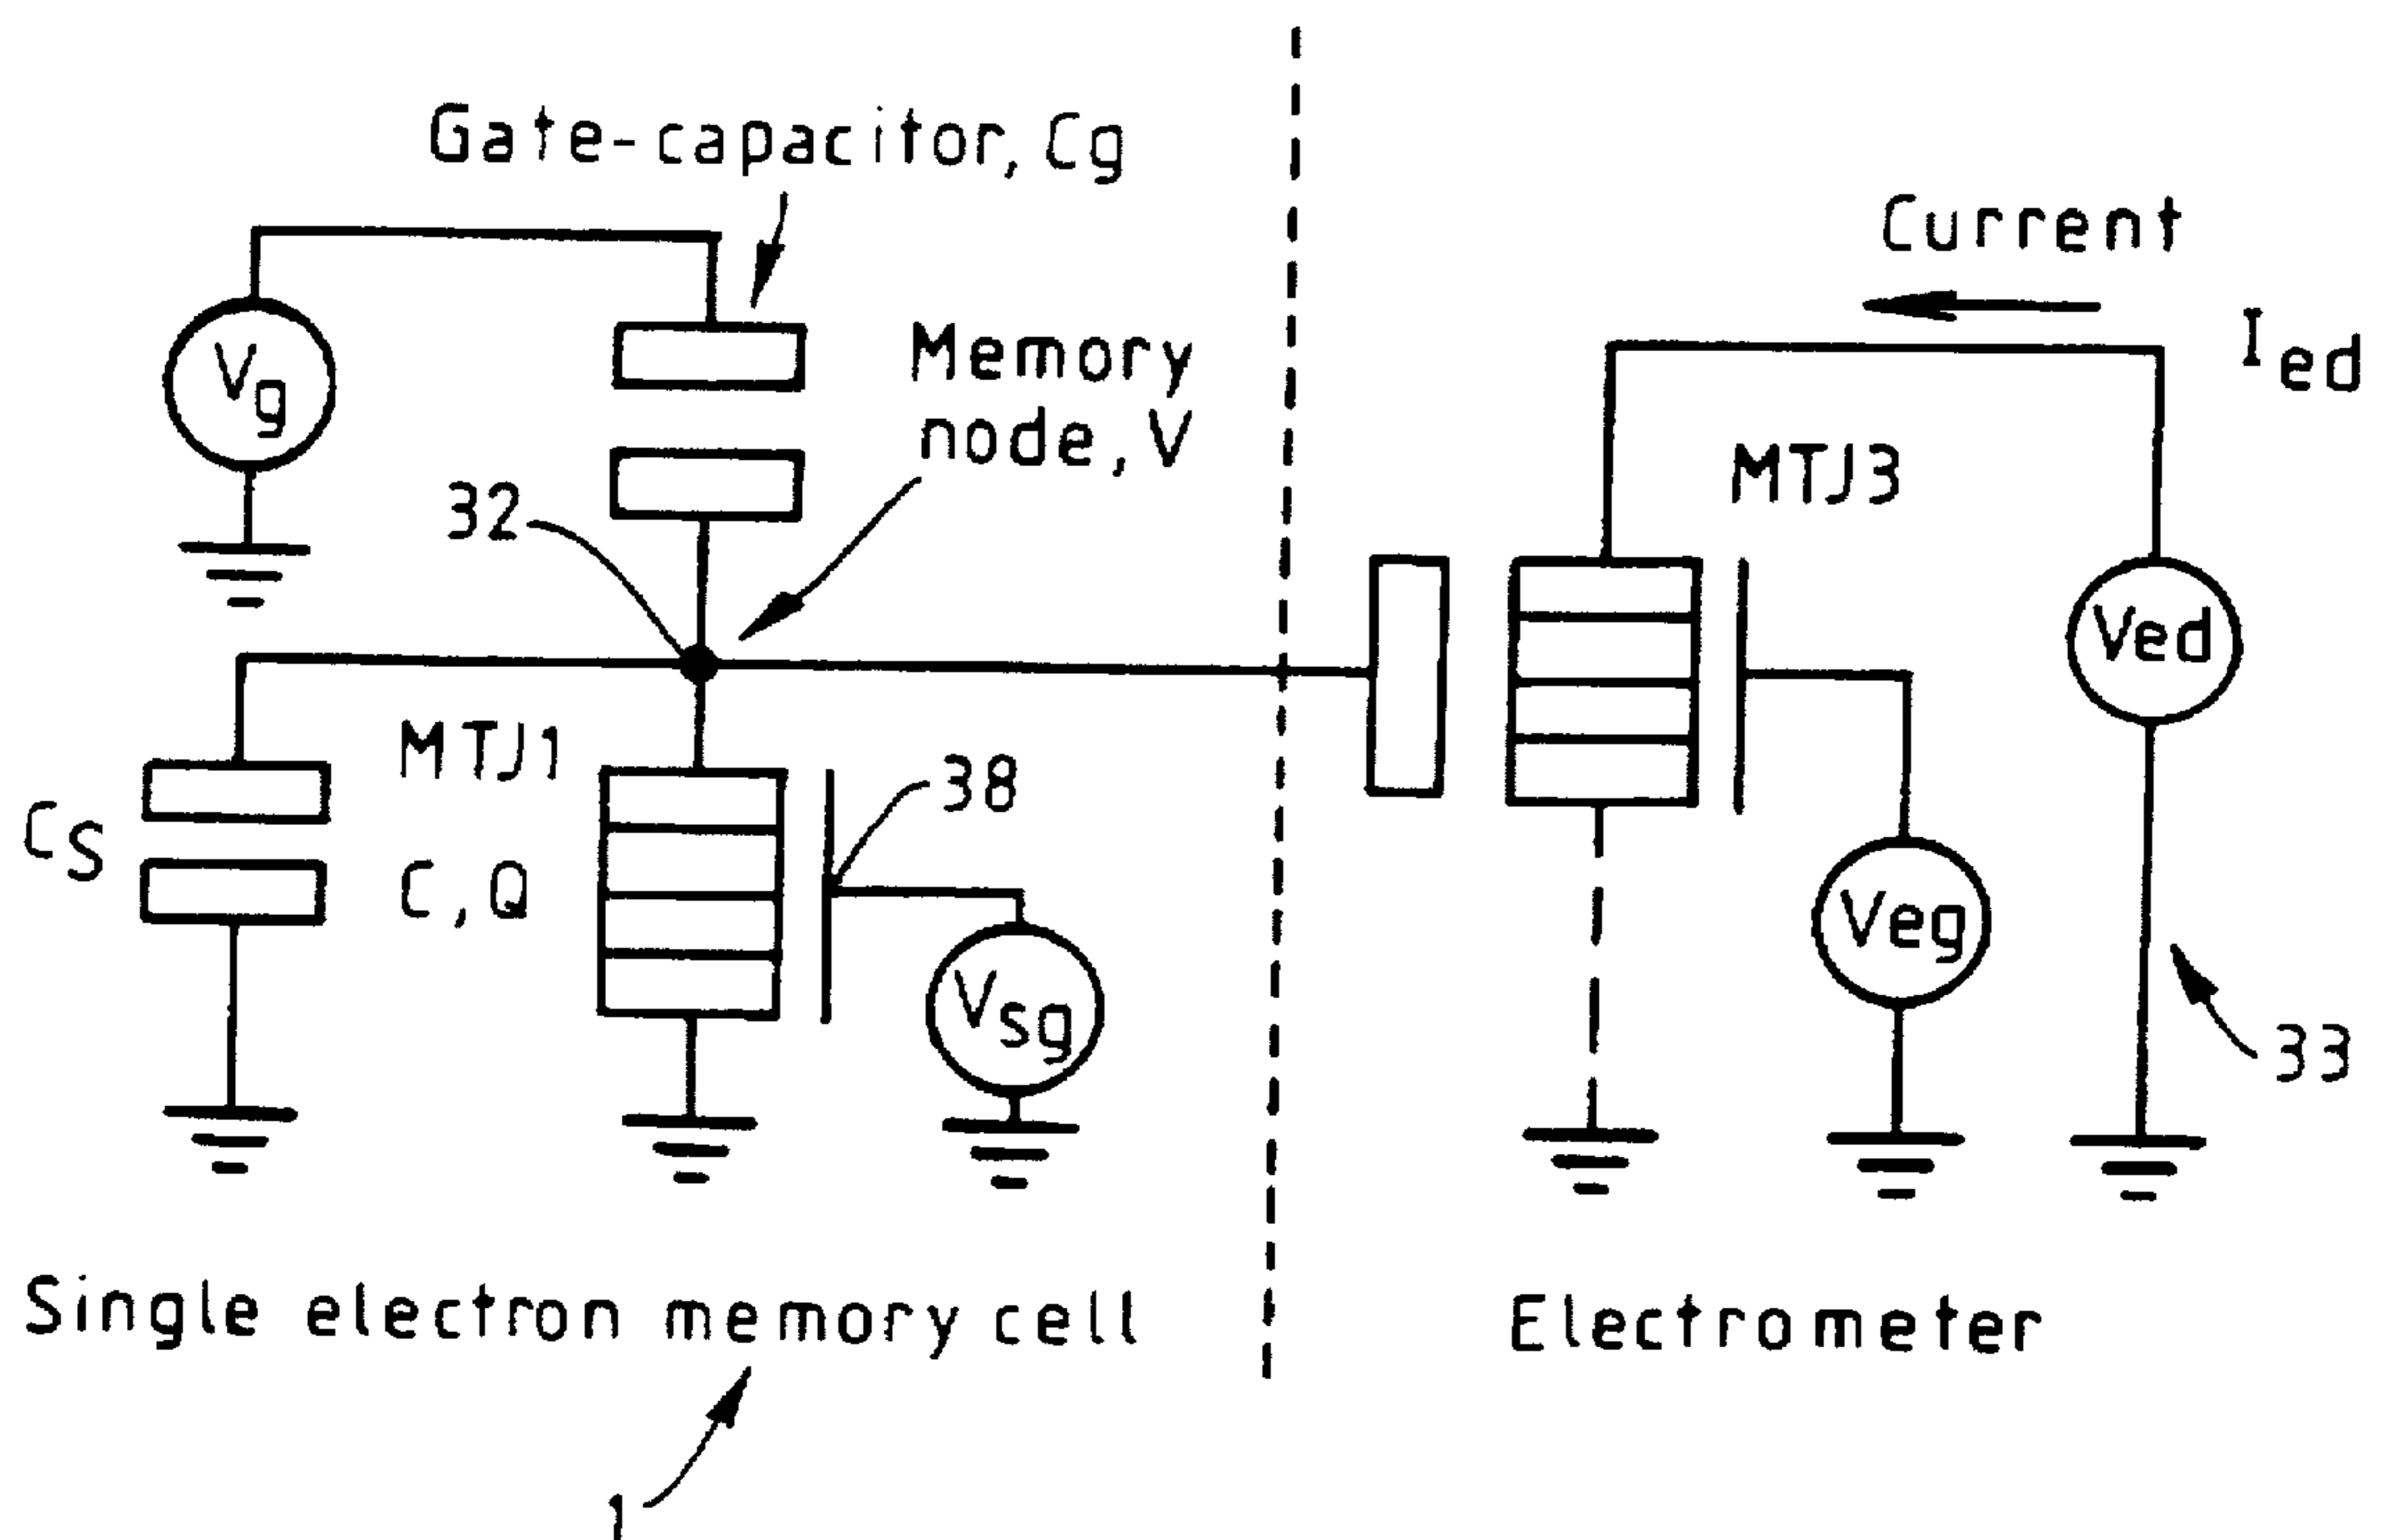 Gate-capacitor, Cg
Vg
Memory
node, V
32
Current
Ied
MTJ3
Ved
Veg
33
CS
MTJ1
C, Q
38
Vsg
Single electron memory cell
Electrometer
1